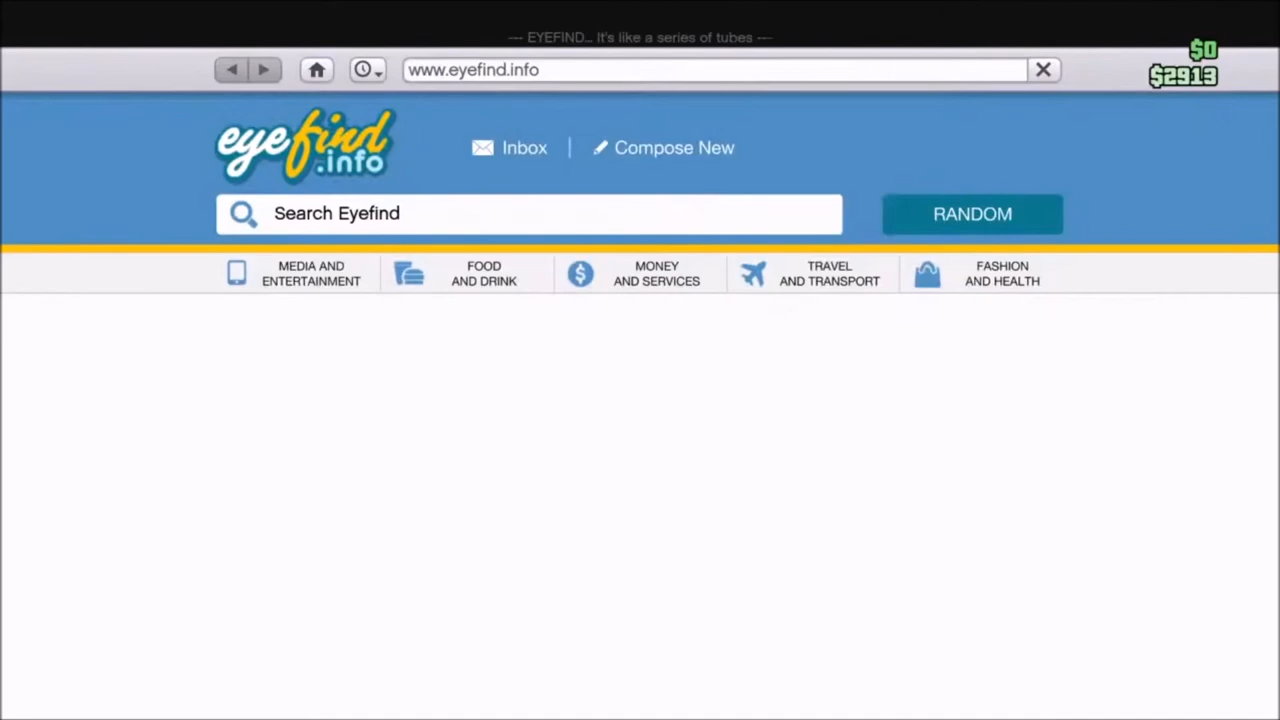 --- EYEFIND... It's like a series of tubes ---
$0
www.eyefind.info
$2913
eyefind
.info
Inbox
Compose New
Search Eyefind
RANDOM
MEDIA AND
ENTERTAINMENT
FOOD
AND DRINK
MONEY
AND SERVICES
TRAVEL
AND TRANSPORT
FASHION
AND HEALTH